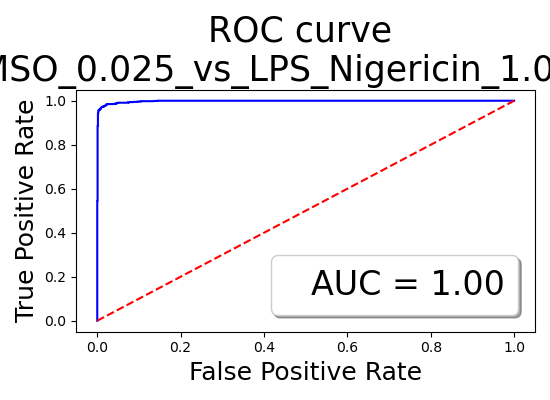 ROC curve
MSO_0.025_vs_LPS_Nigericin_1.0
True Positive Rate
1.0
0.8
0.6
0.4
0.2
0.0
AUC = 1.00
0.0 0.2 0.4 0.6 0.8 1.0
False Positive Rate